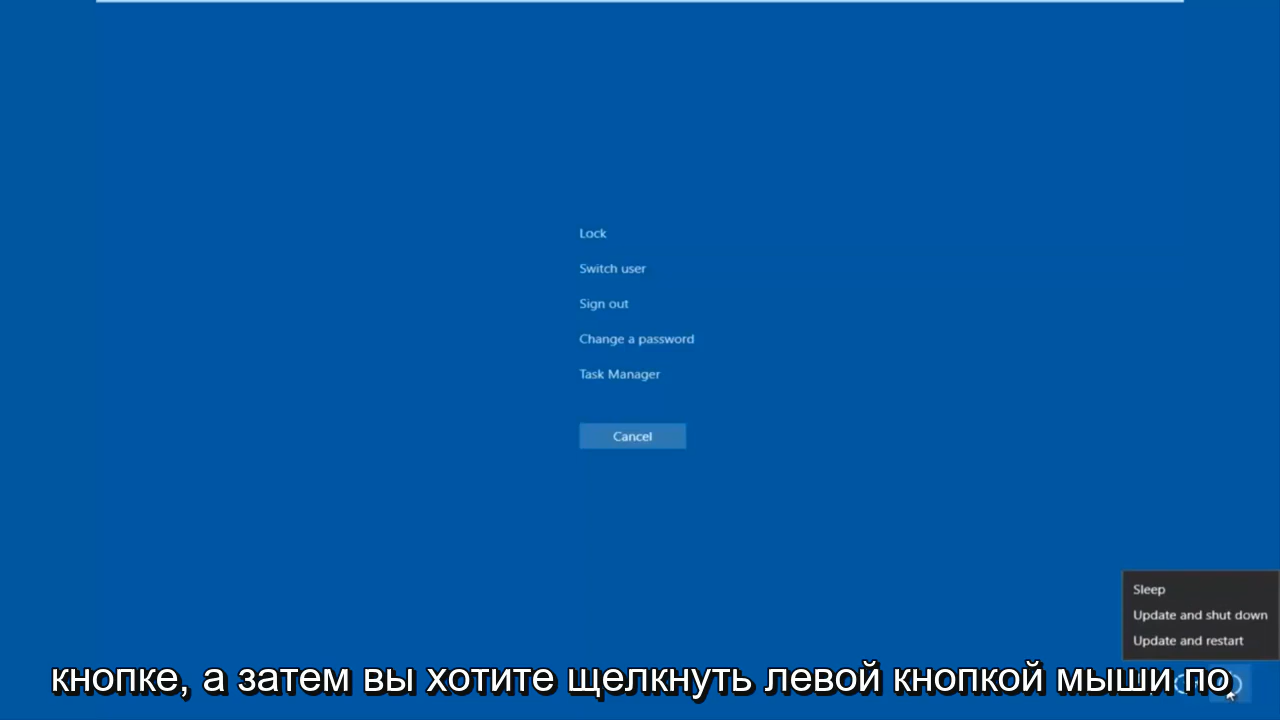 Lock
Switch user
Sign out
Change a password
Task Manager
Cancel
Sleep
Update and shut down
Update and restart
кнопке, а затем вы хотите щелкнуть левой кнопкой мыши по